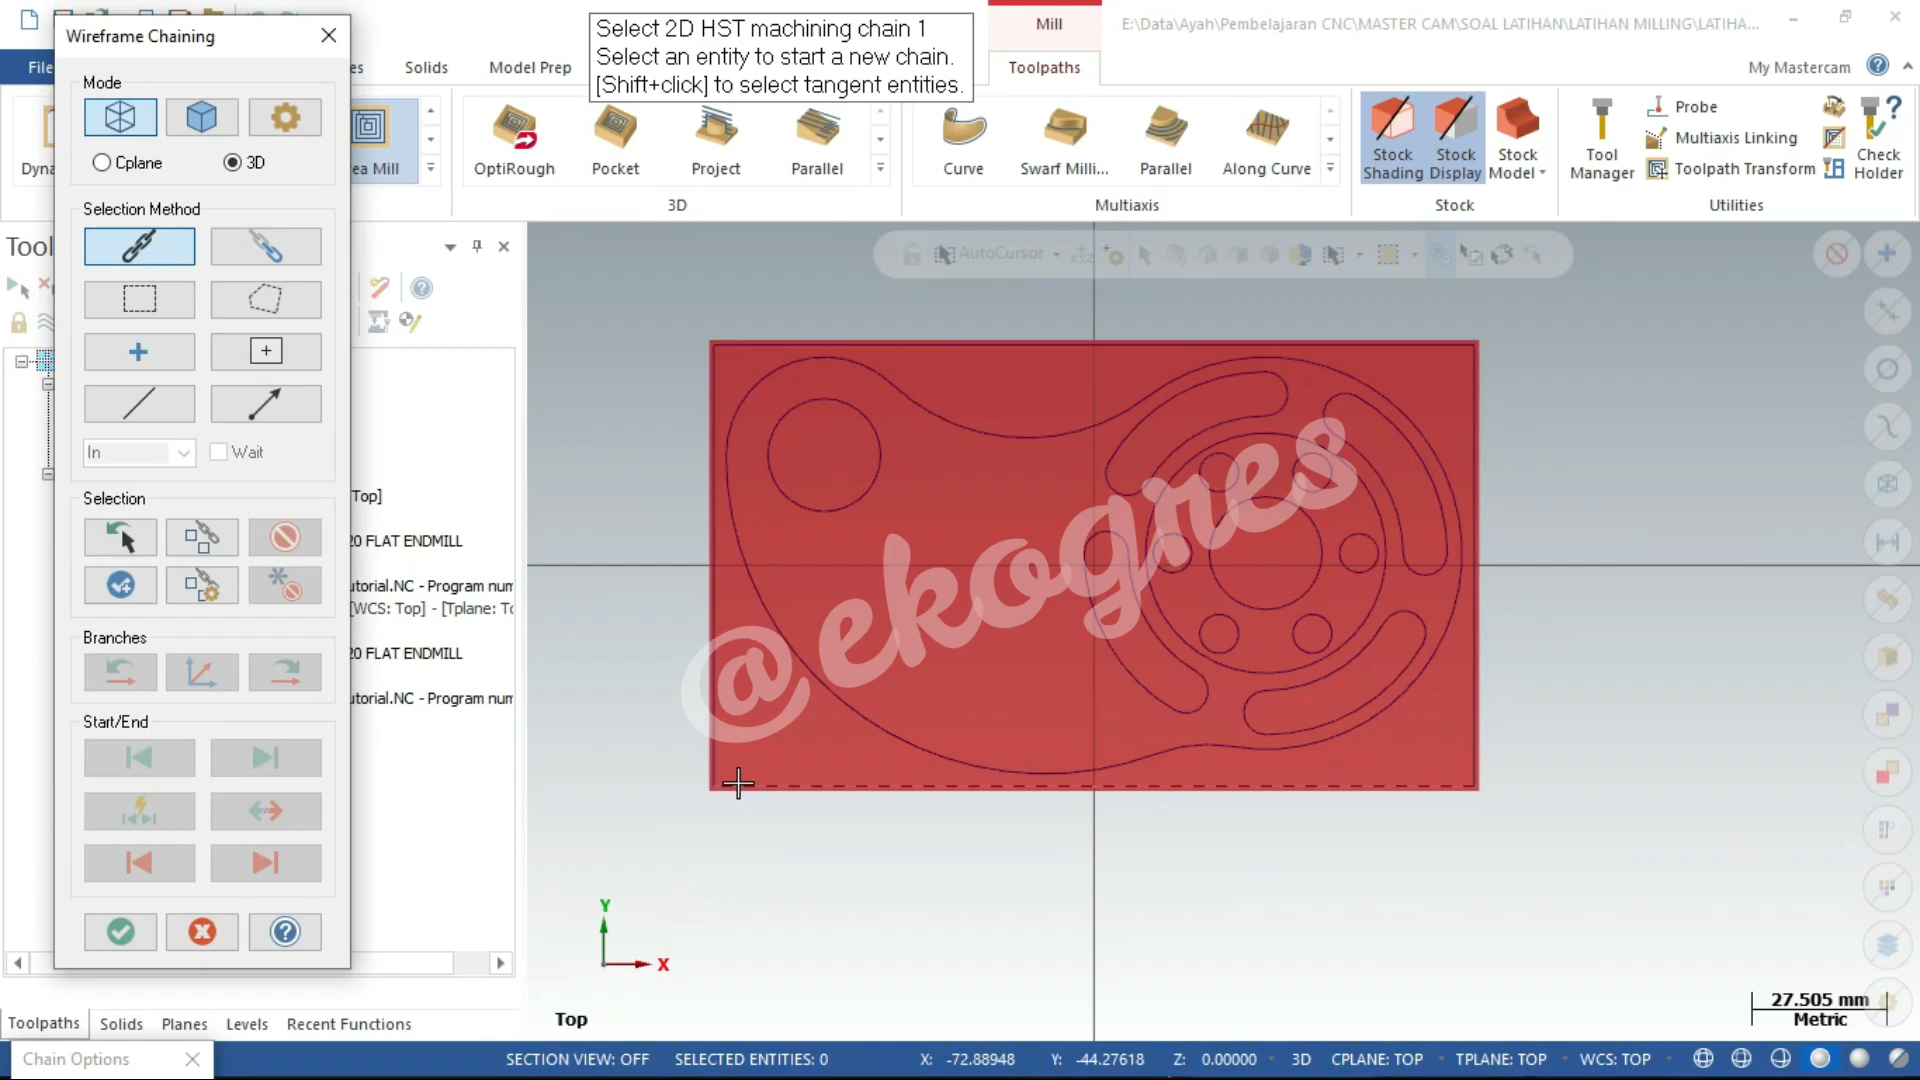 Wireframe Chaining
Mode
Cplane
3D
Selection Method
In
Wait
Selection
Branches
Start/End
Select 2D HST machining chain 1
Select an entity to start a new chain.
[Shift+click] to select tangent entities.
Mill
E:\Data\Ayah\Pembelajaran CNC\MASTER CAM\SOAL LATIHAN\LATIHAN MILLING\LATIHA...
File
Solids
Model Prep
Toolpaths
My Mastercam
Dyna
ea Mill
OptiRough
Pocket
Project
Parallel
3D
Curve
Swarf Milli...
Parallel
Along Curve
Multiaxis
Stock Shading
Stock Display
Stock Model
Stock
Tool Manager
Probe
Multiaxis Linking
Toolpath Transform
Check Holder
Utilities
Tool
AutoCursor
Top]
20 FLAT ENDMILL
utorial.NC - Program num
[WCS: Top] - [Tplane: To
20 FLAT ENDMILL
utorial.NC - Program num
@ekogres
Y
X
Top
27.505 mm
Metric
Toolpaths
Solids
Planes
Levels
Recent Functions
Chain Options
SECTION VIEW: OFF
SELECTED ENTITIES: 0
X: -72.88948
Y: -44.27618
Z: 0.00000
3D
CPLANE: TOP
TPLANE: TOP
WCS: TOP